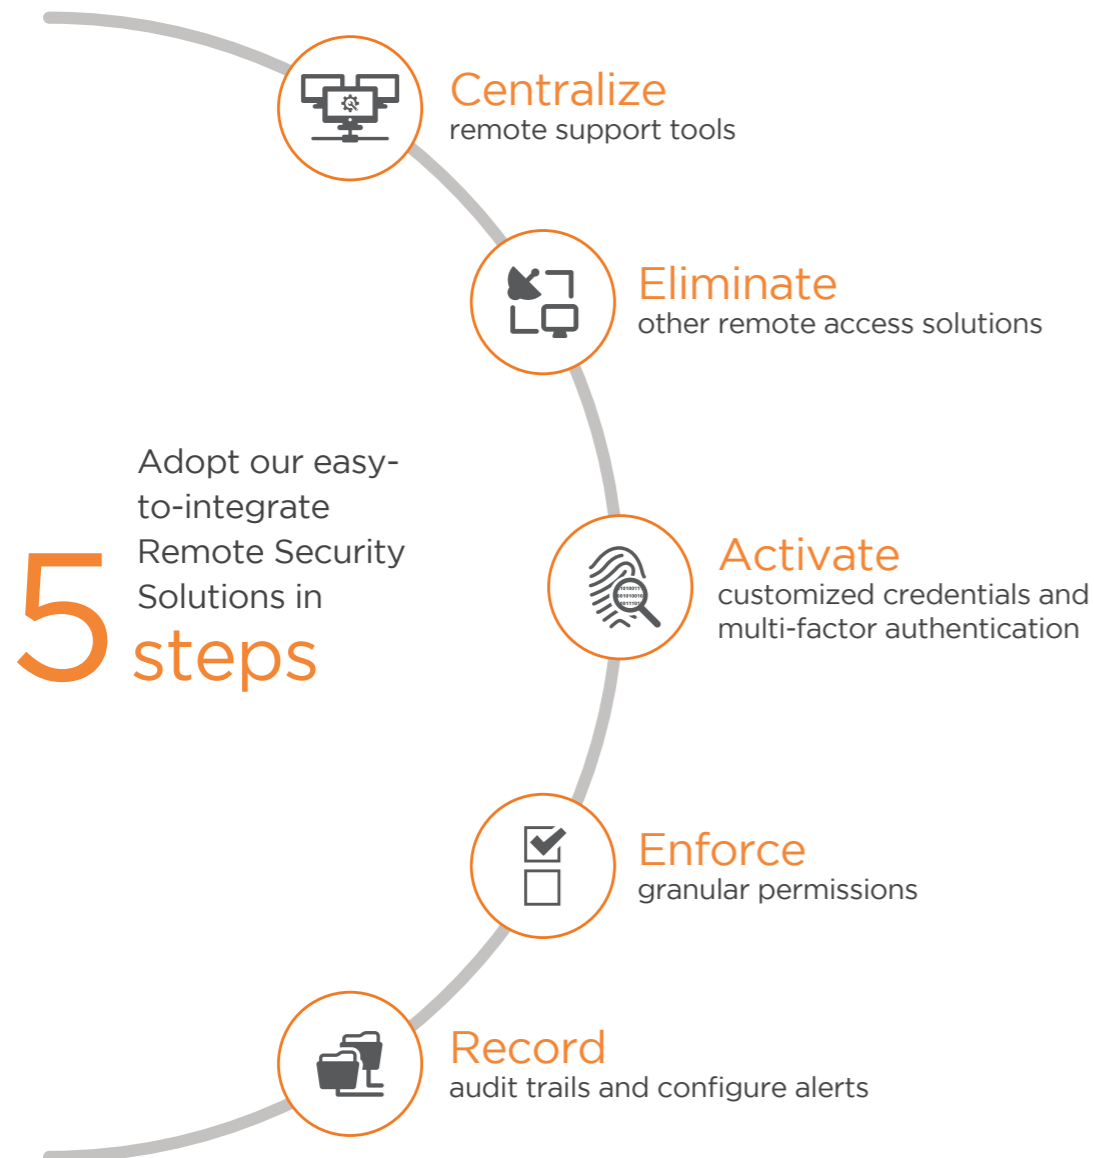 Centralize
remote support tools
Eliminate
other remote access solutions
Adopt our easy-
to-integrate
Remote Security
Solutions in
5 steps
Activate
customized credentials and
multi-factor authentication
Enforce
granular permissions
Record
audit trails and configure alerts